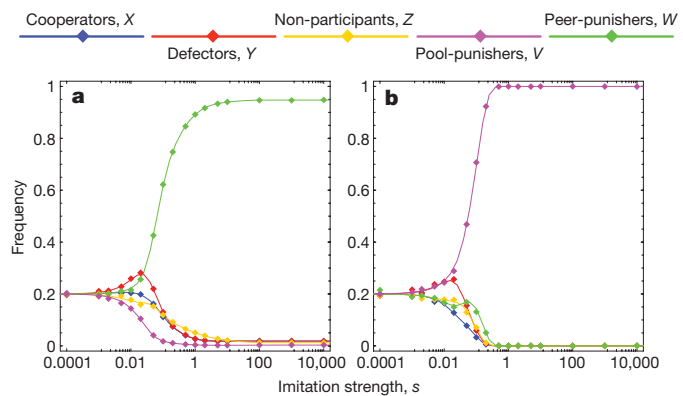 Cooperators, X
Non-participants, Z
Peer-punishers, W
Defectors, Y
Pool-punishers, V
a
b
Frequency
1
0.8
0.6
0.4
0.2
0
0.0001 0.01 1 100 10,000
0.0001 0.01 1 100 10,000
Imitation strength, s